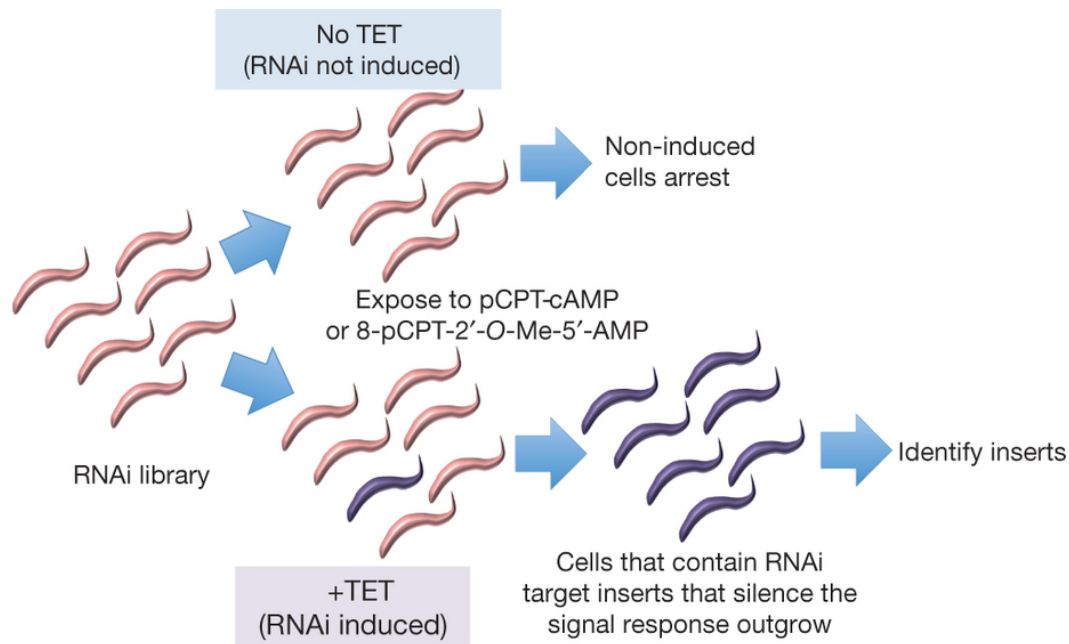 No TET
(RNAi not induced)
Non-induced
cells arrest
Expose to pCPT-cAMP
or 8-pCPT-2′-O-Me-5′-AMP
RNAi library
Identify inserts
+TET
(RNAi induced)
Cells that contain RNAi
target inserts that silence the
signal response outgrow